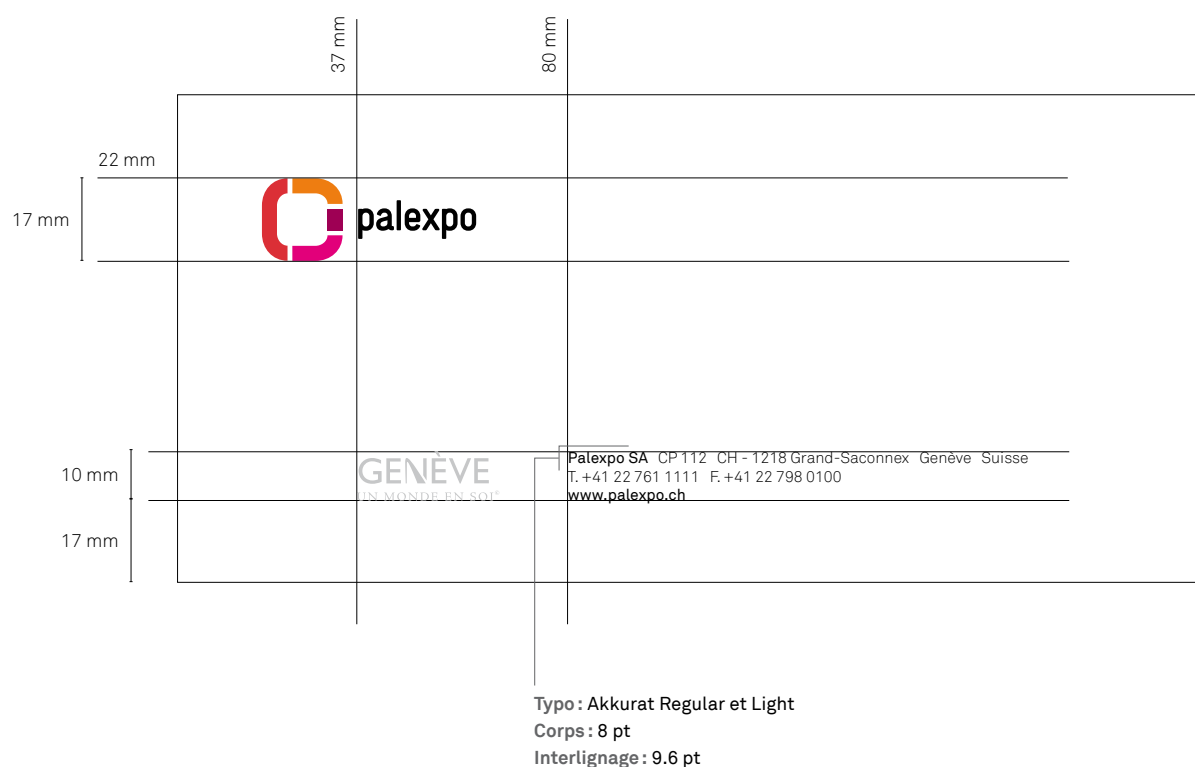 37 mm
80 mm
22 mm
17 mm
palexpo
10 mm
GENÈVE
UN MONDE EN SOI®
Palexpo SA CP 112 CH - 1218 Grand-Saconnex Genève Suisse
T. +41 22 761 1111 F. +41 22 798 0100
www.palexpo.ch
17 mm
Typo : Akkurat Regular et Light
Corps : 8 pt
Interlignage : 9.6 pt